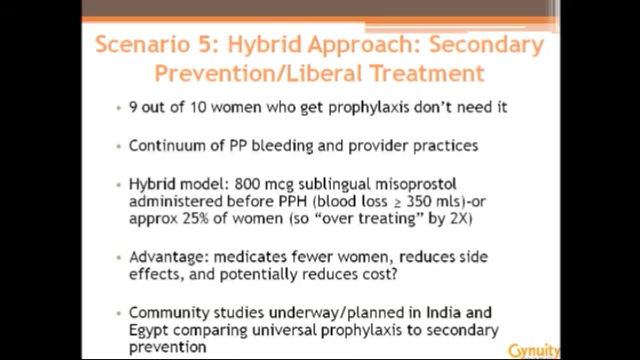 Scenario 5: Hybrid Approach: Secondary
Prevention/Liberal Treatment
• 9 out of 10 women who get prophylaxis don't need it
• Continuum of PP bleeding and provider practices
• Hybrid model: 800 mcg sublingual misoprostol
administered before PPH (blood loss ≥ 350 mls)-or
approx 25% of women (so "over treating" by 2X)
• Advantage: medicates fewer women, reduces side
effects, and potentially reduces cost?
• Community studies underway/planned in India and
Egypt comparing universal prophylaxis to secondary
prevention
Gynuity